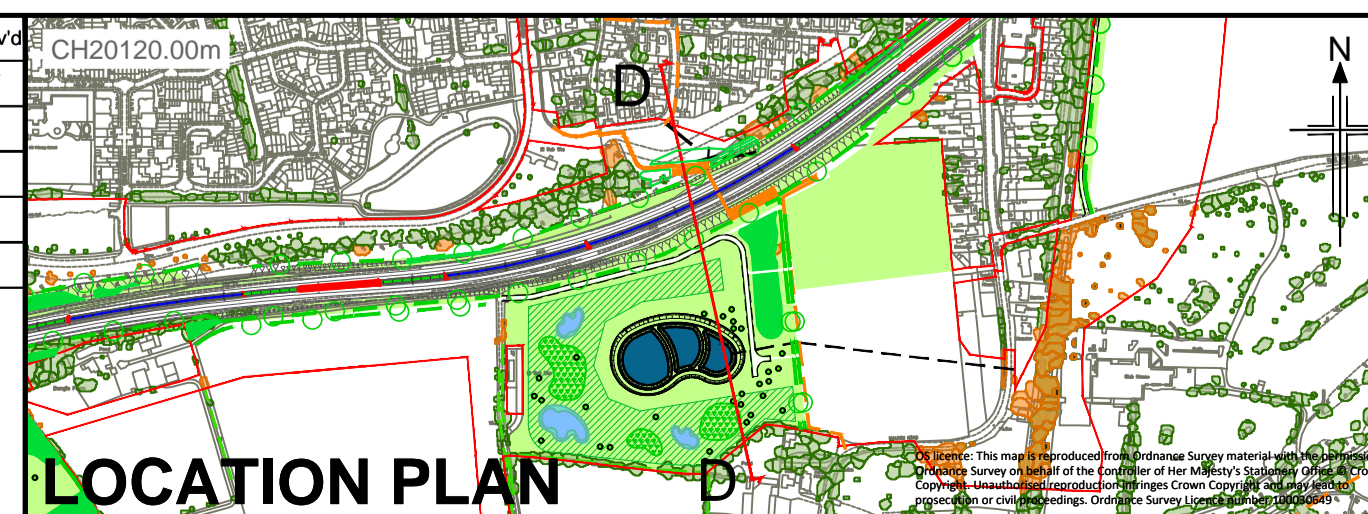 v'd
CH20120.00m
D
N
LOCATION PLAN
D
OS licence: This map is reproduced from Ordnance Survey material with the permissio
Ordnance Survey on behalf of the Controller of Her Majesty's Stationery Office © Cro
Copyright. Unauthorised reproduction infringes Crown Copyright and may lead to
prosecution or civil proceedings. Ordnance Survey Licence number 100030649